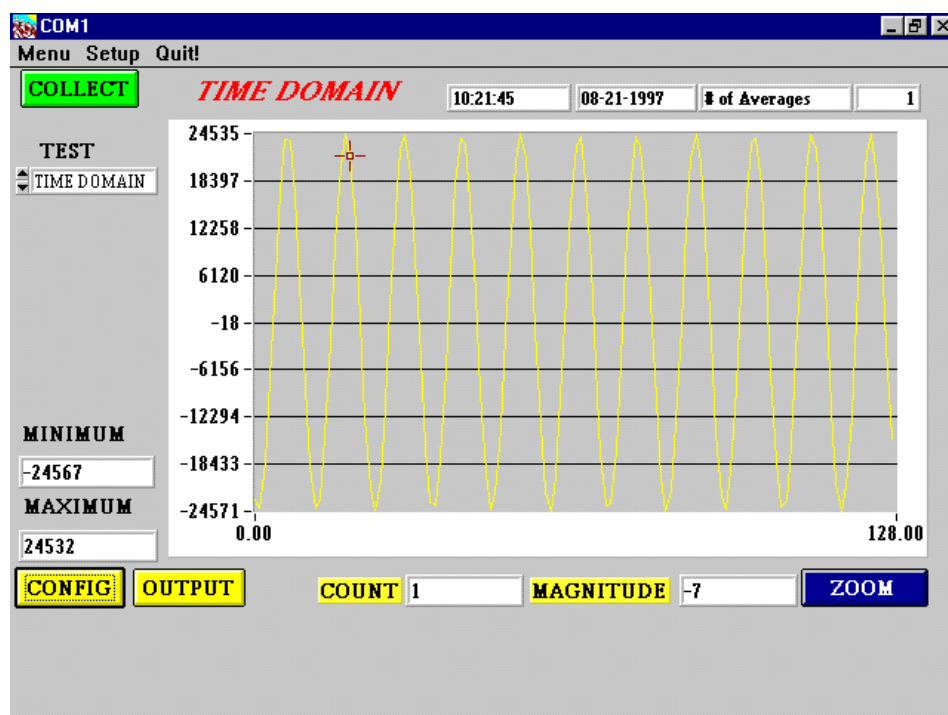 COM1
Menu Setup Quit!
COLLECT
TIME DOMAIN
10:21:45
08-21-1997
# of Averages
1
TEST
TIME DOMAIN
24535
18397
12258
6120
-18
-6156
-12294
-18433
-24571
0.00
128.00
MINIMUM
-24567
MAXIMUM
24532
CONFIG
OUTPUT
COUNT
1
MAGNITUDE
-7
ZOOM